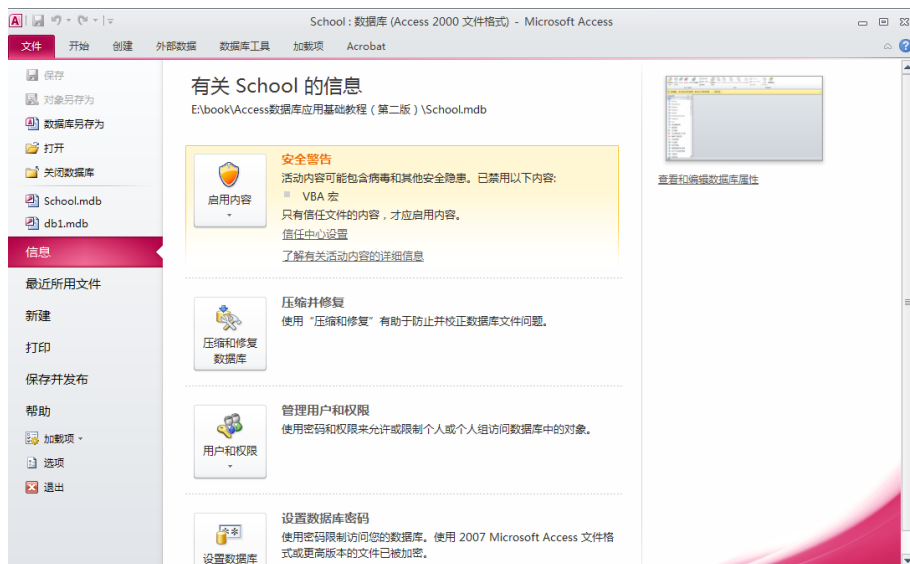 School : 数据库 (Access 2000 文件格式) - Microsoft Access
文件 开始 创建 外部数据 数据库工具 加载项 Acrobat
保存
对象另存为
数据库另存为
打开
关闭数据库
School.mdb
db1.mdb
信息
最近所用文件
新建
打印
保存并发布
帮助
加载项
选项
退出
有关 School 的信息
E:\book\Access数据库应用基础教程（第二版）\School.mdb
启用内容
安全警告
活动内容可能包含病毒和其他安全隐患。已禁用以下内容:
VBA 宏
只有信任文件的内容，才应启用内容。
信任中心设置
了解有关活动内容的详细信息
压缩和修复
数据库
压缩并修复
使用“压缩和修复”有助于防止并校正数据库文件问题。
用户和权限
管理用户和权限
使用密码和权限来允许或限制个人或个人组访问数据库中的对象。
设置数据库
设置数据库密码
使用密码限制访问您的数据库。使用 2007 Microsoft Access 文件格
式或更高版本的文件已被加密。
查看和编辑数据库属性